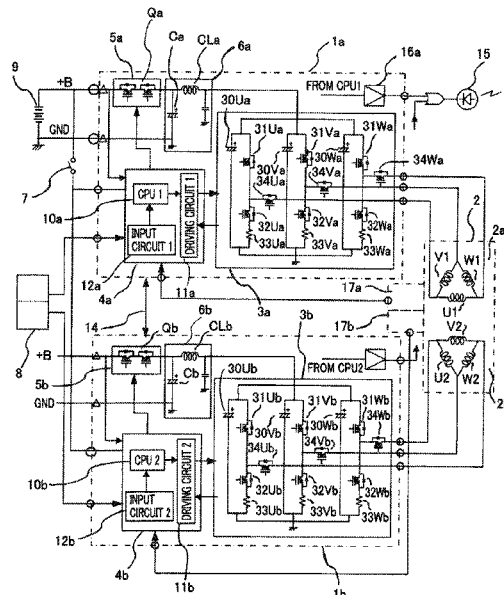 5a
Qa
Ca
CLa
6a
1a
16a
15
9
+B
FROM CPU1
GND
30Ua
31Ua
31Va
31Wa
30Va
30Wa
34Wa
34Ua
34Va
7
CPU 1
10a
DRIVING CIRCUIT 1
INPUT CIRCUIT 1
32Ua
32Va
32Wa
33Ua
33Va
33Wa
2
2a
V1
W1
U1
12a
4a
11a
3a
17a
17b
8
14
6b
Qb
CLb
3b
V2
U2
W2
+B
Cb
30Ub
FROM CPU2
5b
GND
31Ub
31Vb
31Wb
30Vb
30Wb
34Wb
34Ub
34Vb
CPU 2
10b
DRIVING CIRCUIT 2
INPUT CIRCUIT 2
32Ub
32Vb
32Wb
33Ub
33Vb
33Wb
12b
11b
4b
1b